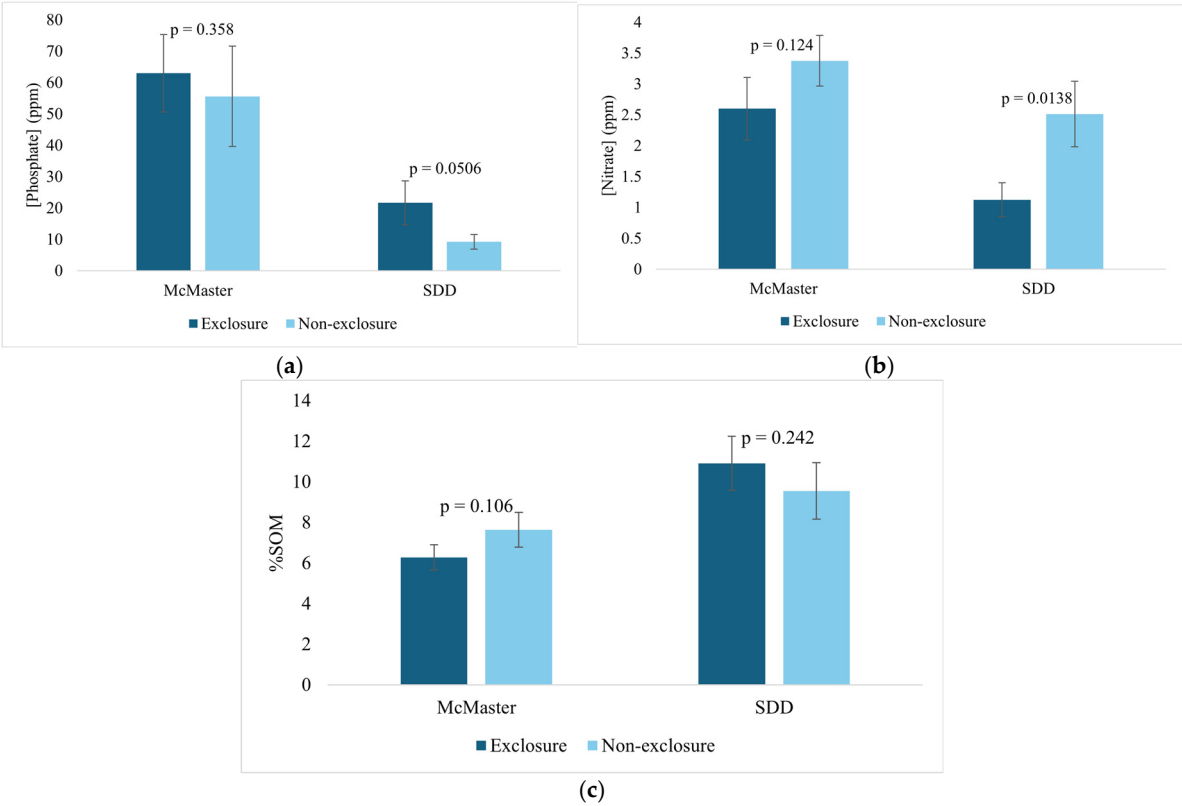 80
70
60
50
40
30
20
10
0
[Phosphate] (ppm)
p = 0.358
p = 0.0506
McMaster
SDD
Exclosure Non-exclosure
(a)
4
3.5
3
2.5
2
1.5
1
0.5
0
[Nitrate] (ppm)
p = 0.124
p = 0.0138
McMaster
SDD
Exclosure Non-exclosure
(b)
14
12
10
8
6
4
2
0
%SOM
p = 0.106
p = 0.242
McMaster
SDD
Exclosure Non-exclosure
(c)